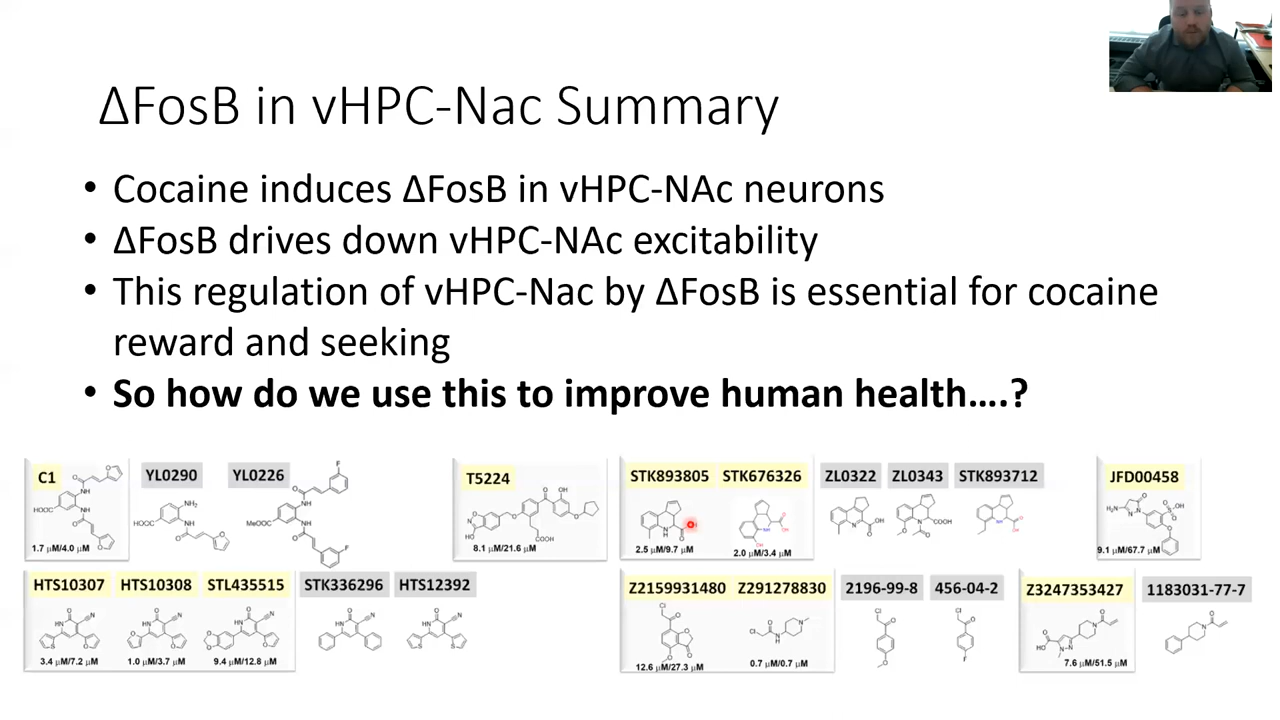 ΔFosB in vHPC-Nac Summary
• Cocaine induces ΔFosB in vHPC-NAc neurons
• ΔFosB drives down vHPC-NAc excitability
• This regulation of vHPC-Nac by ΔFosB is essential for cocaine
reward and seeking
• So how do we use this to improve human health….?
C1 YL0290 YL0226 T5224 STK893805 STK676326 ZL0322 ZL0343 STK893712 JFD00458
1.7 μM/4.0 μM 8.1 μM/21.6 μM 2.5 μM/9.7 μM 2.0 μM/3.4 μM 9.1 μM/67.7 μM
HTS10307 HTS10308 STL435515 STK336296 HTS12392 Z2159931480 Z291278830 2196-99-8 456-04-2 Z3247353427 1183031-77-7
3.4 μM/7.2 μM 1.0 μM/3.7 μM 9.4 μM/12.8 μM 12.6 μM/27.3 μM 0.7 μM/0.7 μM 7.6 μM/51.5 μM